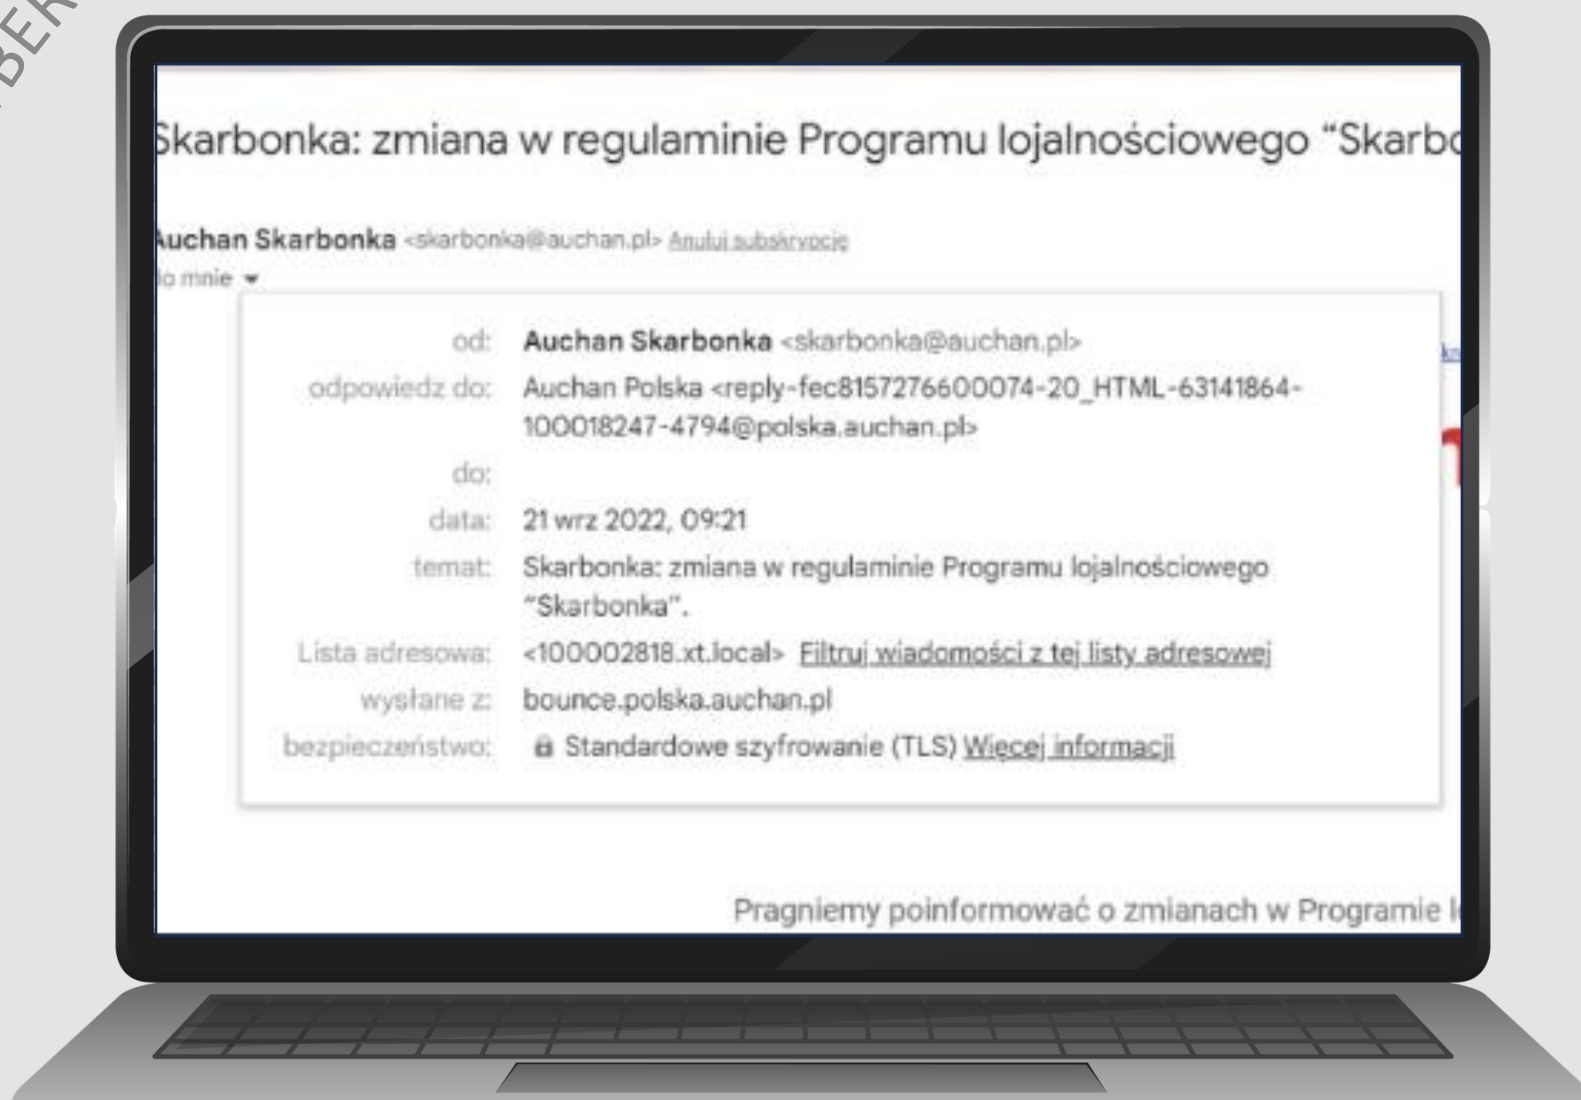 BER
Skarbonka: zmiana w regulaminie Programu lojalnościowego “Skarbo
Auchan Skarbonka <skarbonka@auchan.pl> Anuluj subskrypcję
do mnie
od: Auchan Skarbonka <skarbonka@auchan.pl>
odpowiedz do: Auchan Polska <reply-fec8157276600074-20_HTML-63141864-
100018247-4794@polska.auchan.pl>
do:
data: 21 wrz 2022, 09:21
temat: Skarbonka: zmiana w regulaminie Programu lojalnościowego
“Skarbonka”.
Lista adresowa: <100002818.xt.local> Filtruj wiadomości z tej listy adresowej
wysłane z: bounce.polska.auchan.pl
bezpieczeństwo: Standardowe szyfrowanie (TLS) Więcej informacji
Pragniemy poinformować o zmianach w Programie